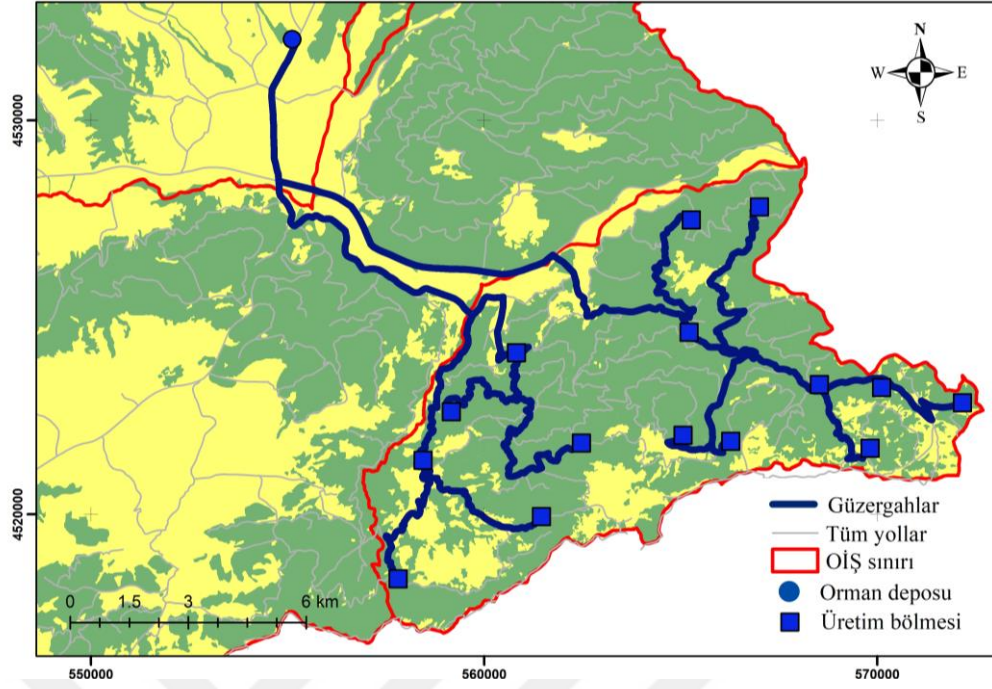 N
W E
S
4530000
4520000
Güzergahlar
Tüm yollar
OİŞ sınırı
Orman deposu
Üretim bölmesi
0 1.5 3 6 km
550000 560000 570000